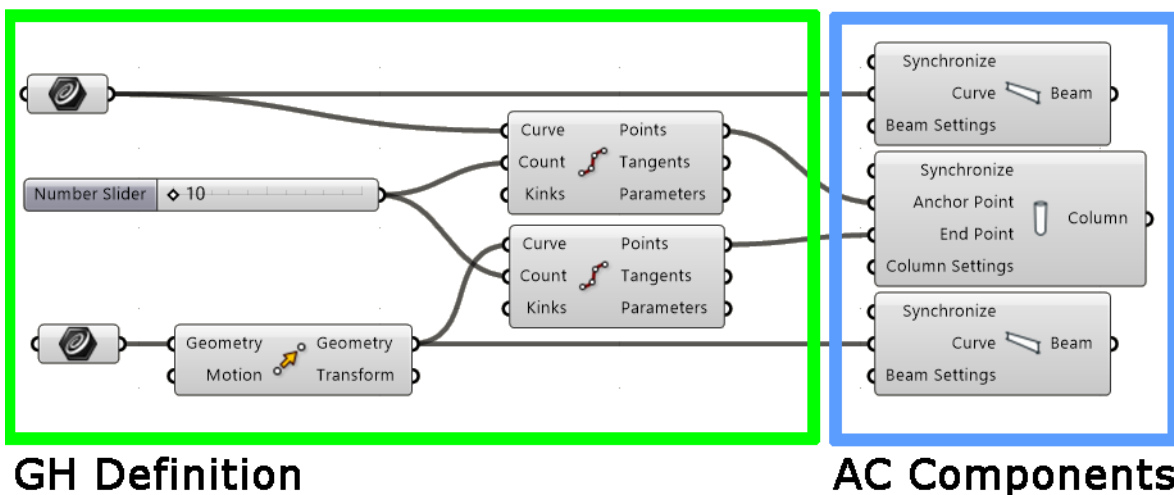 Synchronize
Curve Beam
Beam Settings
Curve Points
Count Tangents
Kinks Parameters
Number Slider 10
Synchronize
Anchor Point
Column
End Point
Column Settings
Curve Points
Count Tangents
Kinks Parameters
Geometry Geometry
Motion Transform
Synchronize
Curve Beam
Beam Settings
GH Definition
AC Components